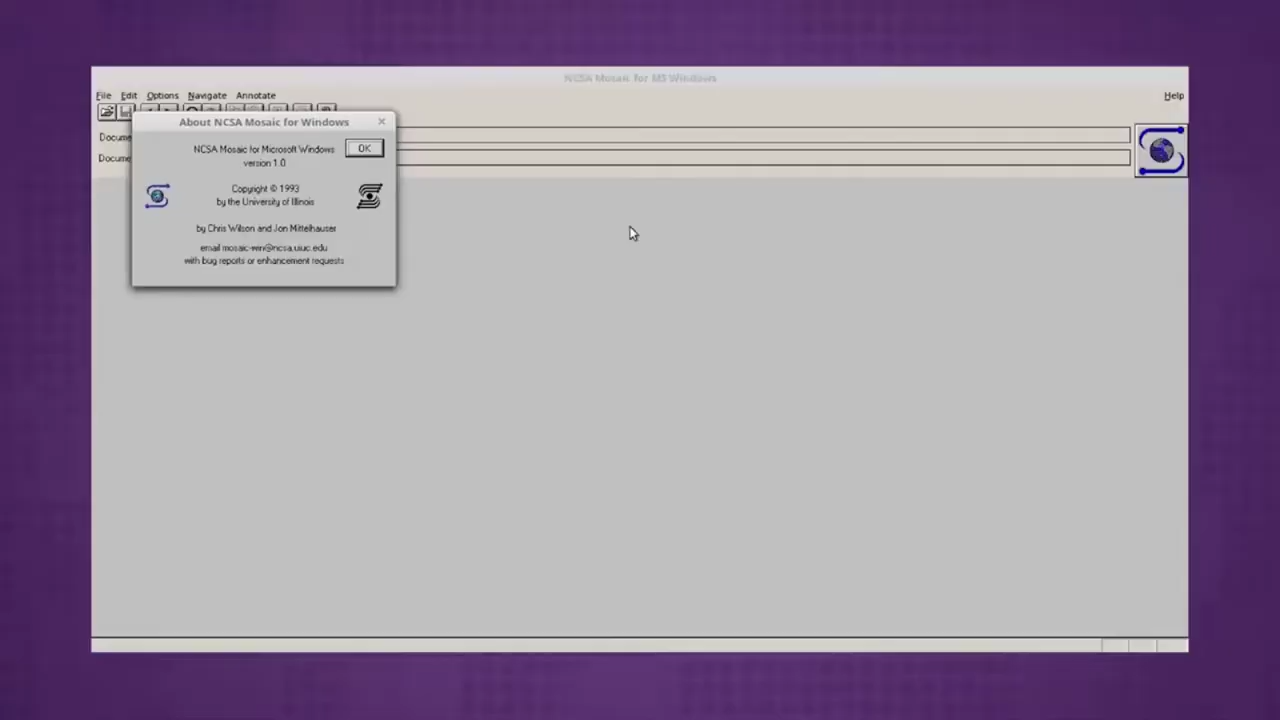 NCSA Mosaic for MS Windows
File Edit Options Navigate Annotate Help
About NCSA Mosaic for Windows
Docume
Docume
NCSA Mosaic for Microsoft Windows
version 1.0
OK
Copyright © 1993
by the University of Illinois
by Chris Wilson and Jon Mittelhauser
email mosaic-win@ncsa.uiuc.edu
with bug reports or enhancement requests